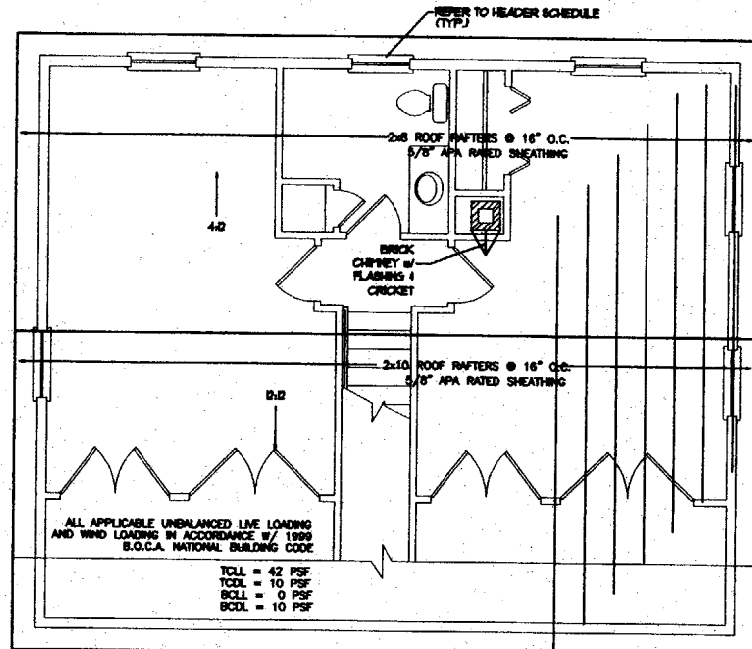 REFER TO HEADER SCHEDULE
(TYP.)
2x8 ROOF RAFTERS @ 16" O.C.
5/8" APA RATED SHEATHING
4:12
BRICK
CHIMNEY w/
FLASHING &
CRICKET
2x10 ROOF RAFTERS @ 16" O.C.
5/8" APA RATED SHEATHING
12:12
ALL APPLICABLE UNBALANCED LIVE LOADING
AND WIND LOADING IN ACCORDANCE W/ 1999
B.O.C.A. NATIONAL BUILDING CODE
TCLL = 42 PSF
TCDL = 10 PSF
BCLL = 0 PSF
BCDL = 10 PSF